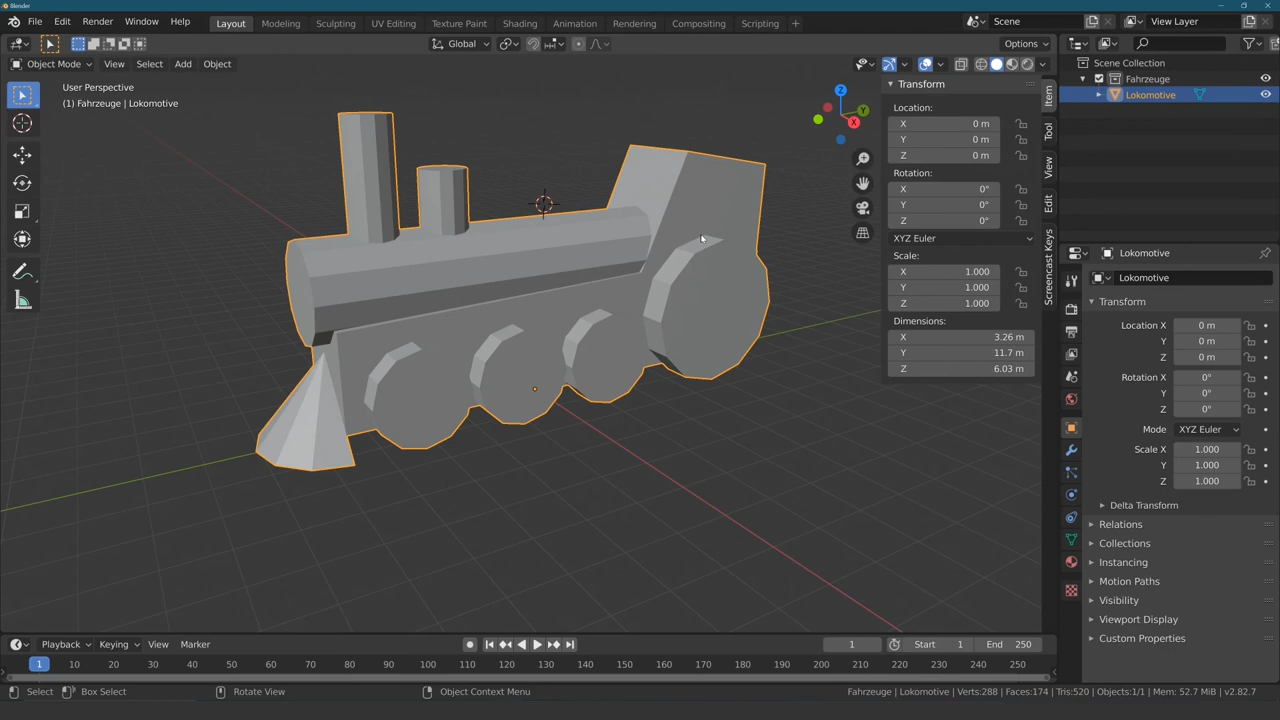 Blender
File Edit Render Window Help Layout Modeling Sculpting UV Editing Texture Paint Shading Animation Rendering Compositing Scripting + Scene View Layer
Global Options
Object Mode View Select Add Object
User Perspective
(1) Fahrzeuge | Lokomotive
Z
Y
X
Transform
Location:
X 0 m
Y 0 m
Z 0 m
Rotation:
X 0°
Y 0°
Z 0°
XYZ Euler
Scale:
X 1.000
Y 1.000
Z 1.000
Dimensions:
X 3.26 m
Y 11.7 m
Z 6.03 m
Item
Tool
View
Edit
Screencast Keys
Scene Collection
Fahrzeuge
Lokomotive
Lokomotive
Lokomotive
Transform
Location X 0 m
Y 0 m
Z 0 m
Rotation X 0°
Y 0°
Z 0°
Mode XYZ Euler
Scale X 1.000
Y 1.000
Z 1.000
Delta Transform
Relations
Collections
Instancing
Motion Paths
Visibility
Viewport Display
Custom Properties
Playback Keying View Marker 1 Start 1 End 250
1 10 20 30 40 50 60 70 80 90 100 110 120 130 140 150 160 170 180 190 200 210 220 230 240 250
Select Box Select Rotate View Object Context Menu Fahrzeuge | Lokomotive | Verts:288 | Faces:174 | Tris:520 | Objects:1/1 | Mem: 52.7 MiB | v2.82.7